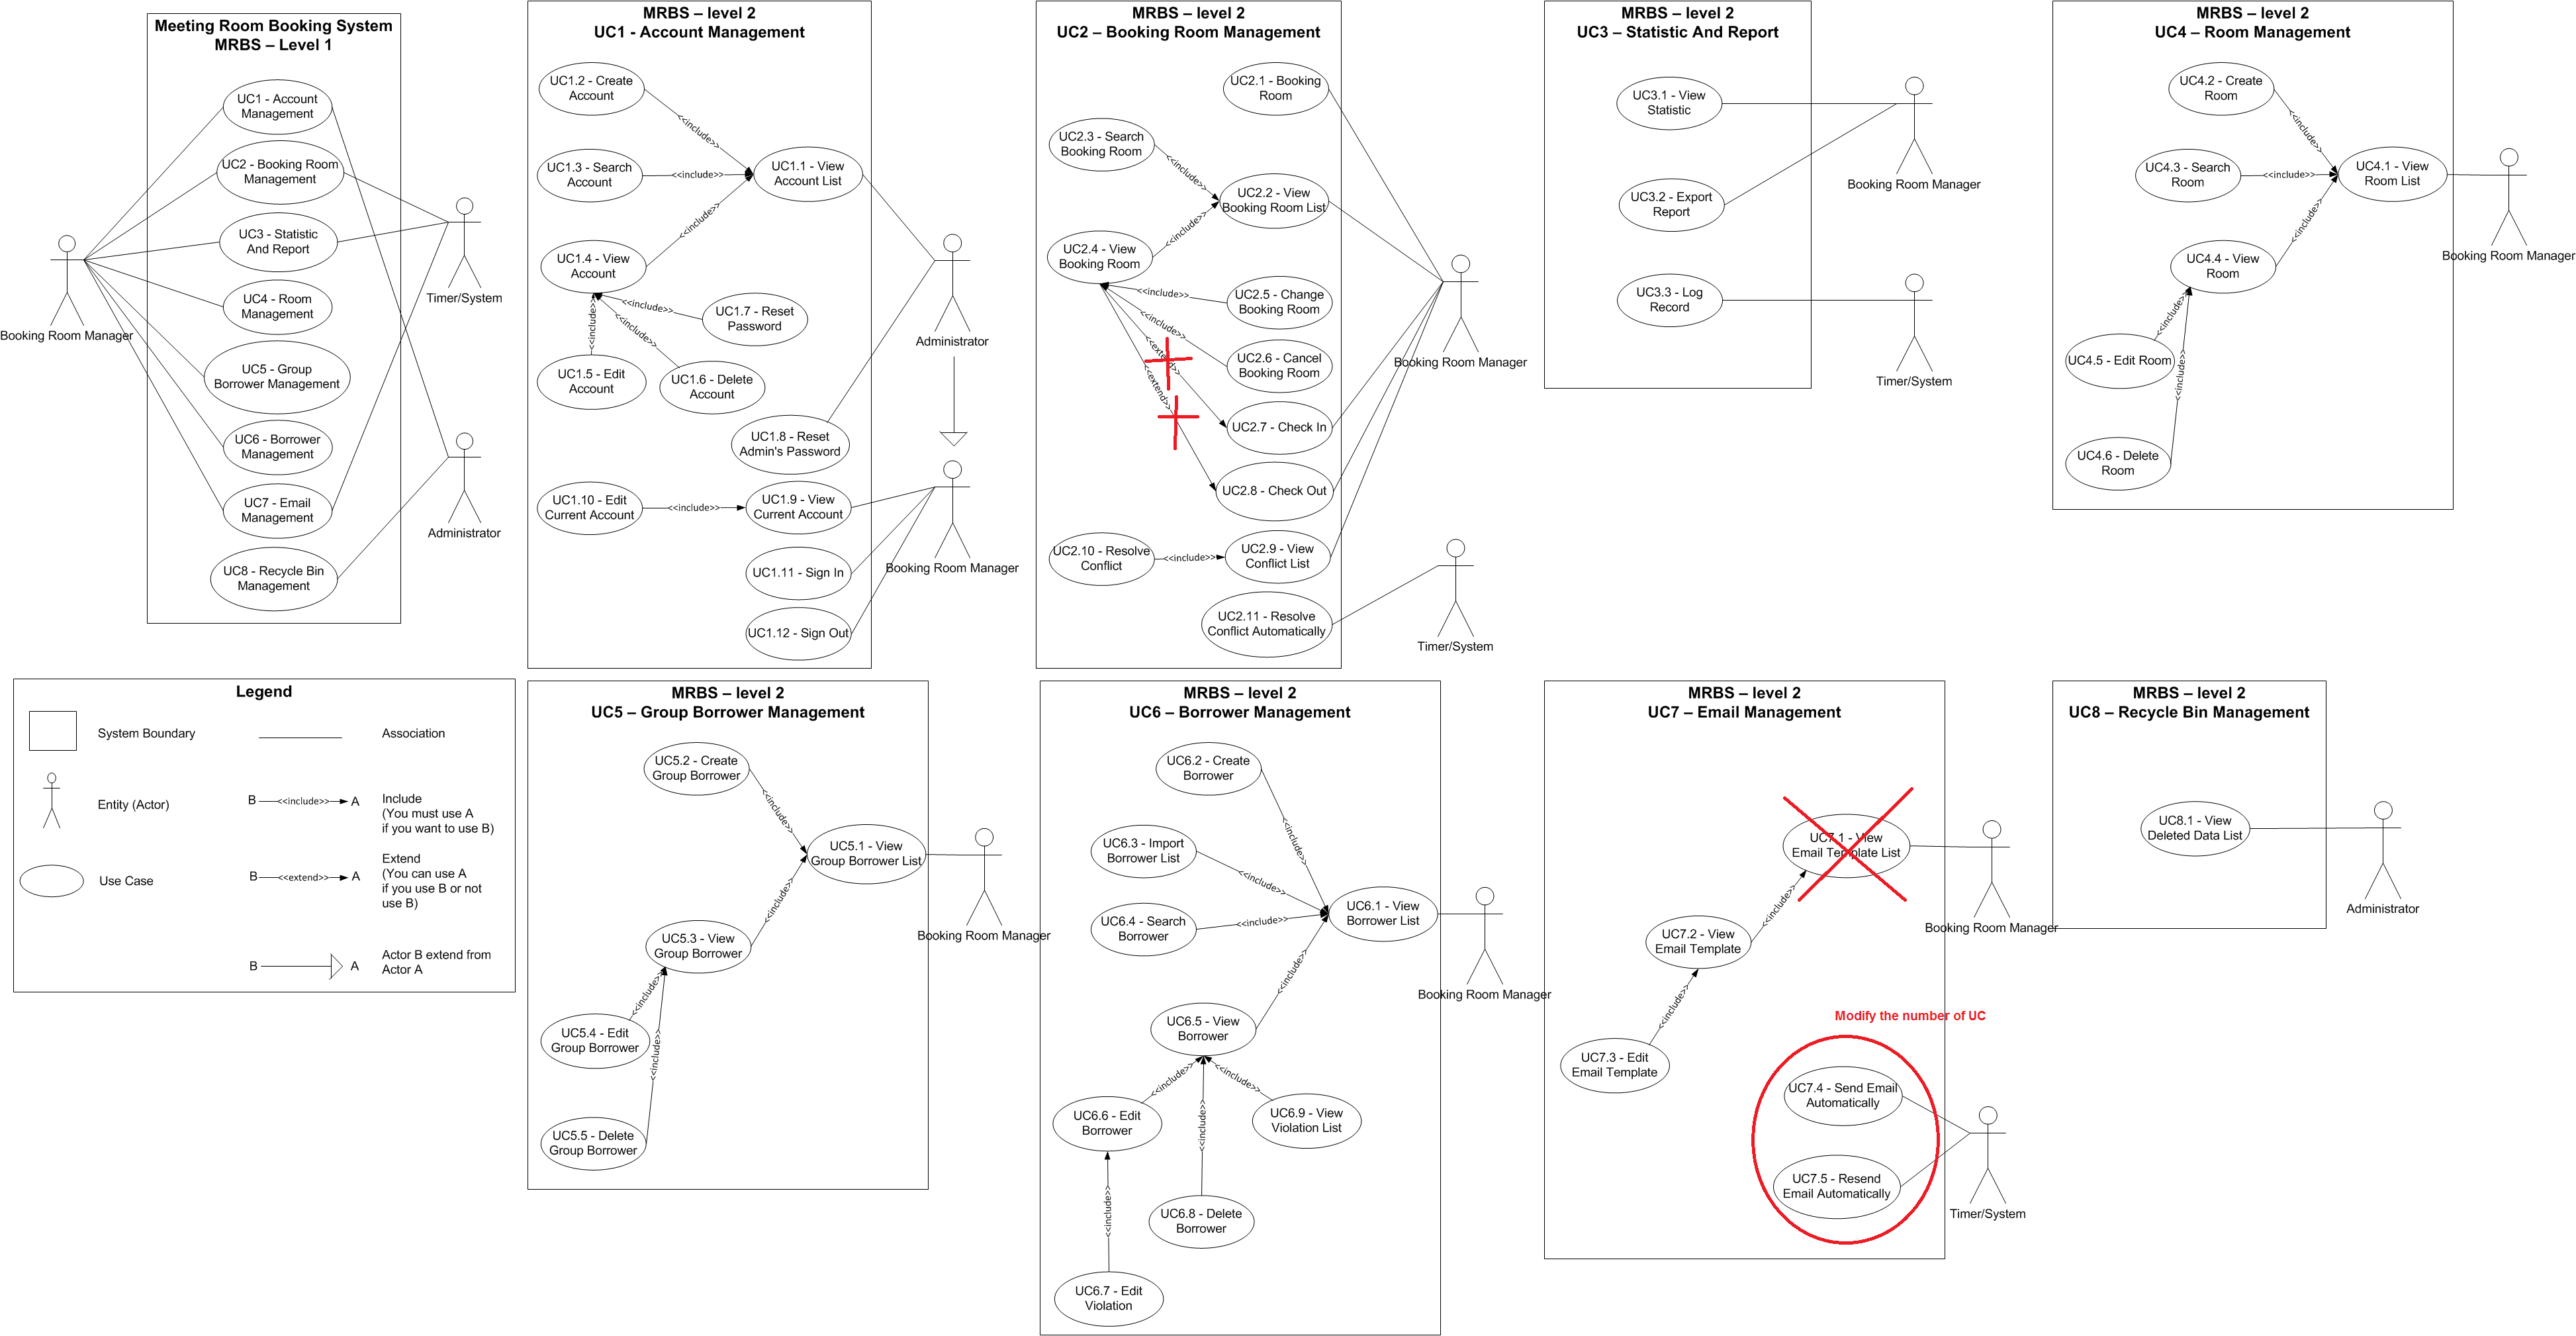 Meeting Room Booking System
MRBS – Level 1
UC1 - Account
Management
UC2 - Booking Room
Management
UC3 - Statistic
And Report
UC4 - Room
Management
UC5 - Group
Borrower Management
UC6 - Borrower
Management
UC7 - Email
Management
UC8 - Recycle Bin
Management
Booking Room Manager
Timer/System
Administrator
MRBS – level 2
UC1 - Account Management
UC1.2 - Create
Account
<<include>>
UC1.3 - Search
Account
<<include>>
UC1.1 - View
Account List
<<include>>
UC1.4 - View
Account
<<include>>
UC1.7 - Reset
Password
<<include>>
<<include>>
UC1.5 - Edit
Account
UC1.6 - Delete
Account
UC1.8 - Reset
Admin's Password
UC1.10 - Edit
Current Account
<<include>>
UC1.9 - View
Current Account
UC1.11 - Sign In
UC1.12 - Sign Out
Administrator
Booking Room Manager
MRBS – level 2
UC2 – Booking Room Management
UC2.1 - Booking
Room
UC2.3 - Search
Booking Room
<<include>>
UC2.2 - View
Booking Room List
<<include>>
UC2.4 - View
Booking Room
<<include>>
UC2.5 - Change
Booking Room
<<include>>
UC2.6 - Cancel
Booking Room
<<extend>>
<<extend>>
UC2.7 - Check In
UC2.8 - Check Out
UC2.10 - Resolve
Conflict
<<include>>
UC2.9 - View
Conflict List
UC2.11 - Resolve
Conflict Automatically
Booking Room Manager
Timer/System
MRBS – level 2
UC3 – Statistic And Report
UC3.1 - View
Statistic
UC3.2 - Export
Report
UC3.3 - Log
Record
Booking Room Manager
Timer/System
MRBS – level 2
UC4 – Room Management
UC4.2 - Create
Room
<<include>>
UC4.3 - Search
Room
<<include>>
UC4.1 - View
Room List
<<include>>
UC4.4 - View
Room
<<include>>
UC4.5 - Edit Room
<<include>>
UC4.6 - Delete
Room
Booking Room Manager
Legend
System Boundary
Association
Entity (Actor)
B <<include>> A
Include
(You must use A
if you want to use B)
Use Case
B <<extend>> A
Extend
(You can use A
if you use B or not
use B)
B A
Actor B extend from
Actor A
MRBS – level 2
UC5 – Group Borrower Management
UC5.2 - Create
Group Borrower
<<include>>
UC5.1 - View
Group Borrower List
<<include>>
UC5.3 - View
Group Borrower
<<include>>
UC5.4 - Edit
Group Borrower
<<include>>
UC5.5 - Delete
Group Borrower
Booking Room Manager
MRBS – level 2
UC6 – Borrower Management
UC6.2 - Create
Borrower
<<include>>
UC6.3 - Import
Borrower List
<<include>>
UC6.4 - Search
Borrower
<<include>>
UC6.1 - View
Borrower List
<<include>>
UC6.5 - View
Borrower
<<include>>
<<include>>
<<include>>
UC6.6 - Edit
Borrower
UC6.9 - View
Violation List
<<include>>
UC6.8 - Delete
Borrower
UC6.7 - Edit
Violation
Booking Room Manager
MRBS – level 2
UC7 – Email Management
UC7.1 - View
Email Template List
<<include>>
UC7.2 - View
Email Template
<<include>>
UC7.3 - Edit
Email Template
Modify the number of UC
UC7.4 - Send Email
Automatically
UC7.5 - Resend
Email Automatically
Booking Room Manager
Timer/System
MRBS – level 2
UC8 – Recycle Bin Management
UC8.1 - View
Deleted Data List
Administrator